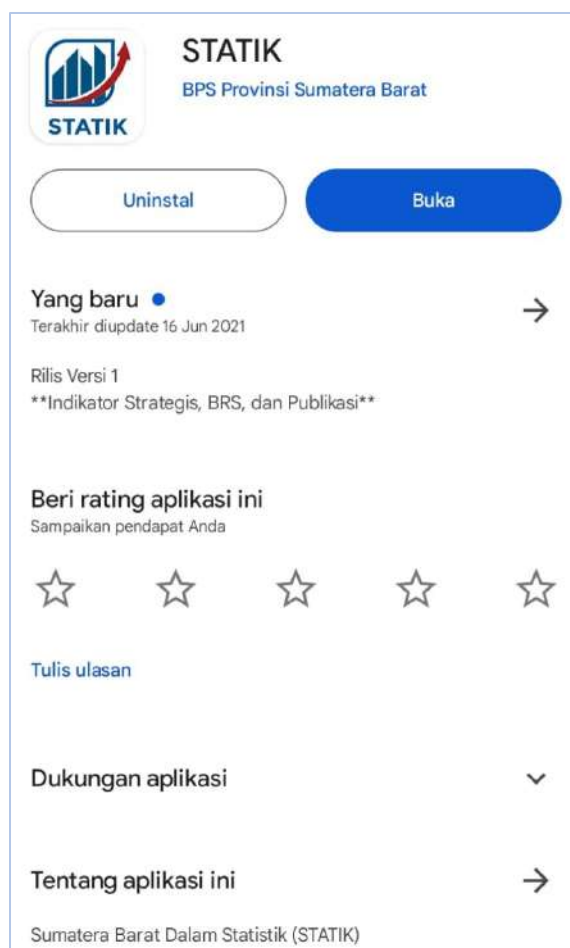 STATIK
BPS Provinsi Sumatera Barat
STATIK
Uninstal
Buka
Yang baru
Terakhir diupdate 16 Jun 2021
Rilis Versi 1
**Indikator Strategis, BRS, dan Publikasi**
Beri rating aplikasi ini
Sampaikan pendapat Anda
Tulis ulasan
Dukungan aplikasi
Tentang aplikasi ini
Sumatera Barat Dalam Statistik (STATIK)